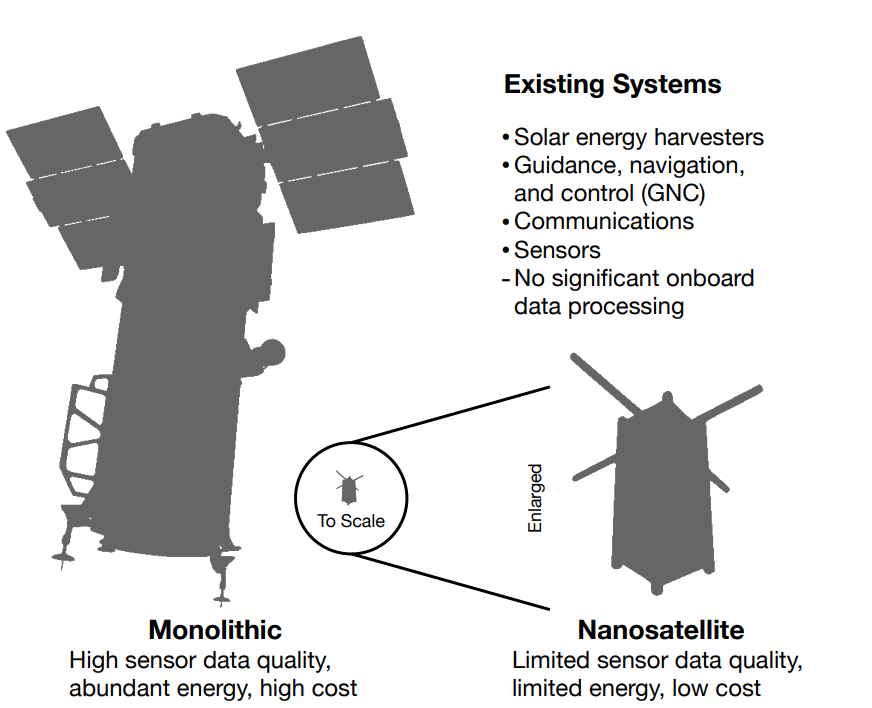 Existing Systems
• Solar energy harvesters
• Guidance, navigation,
and control (GNC)
• Communications
• Sensors
- No significant onboard
data processing
Enlarged
To Scale
Monolithic
High sensor data quality,
abundant energy, high cost
Nanosatellite
Limited sensor data quality,
limited energy, low cost